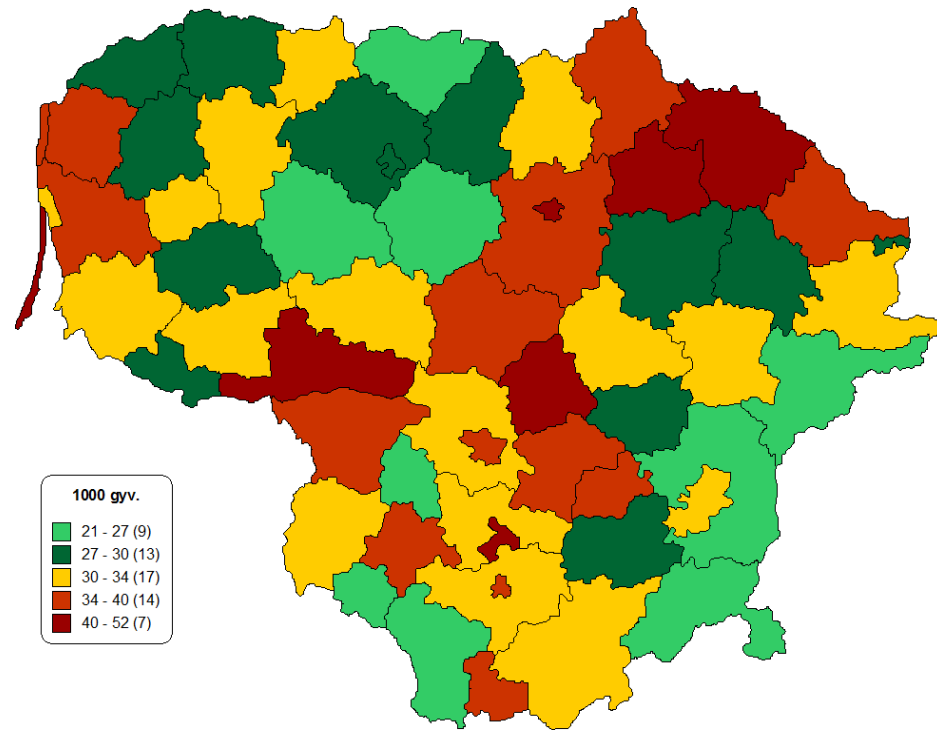 1000 gyv.
21 - 27 (9)
27 - 30 (13)
30 - 34 (17)
34 - 40 (14)
40 - 52 (7)